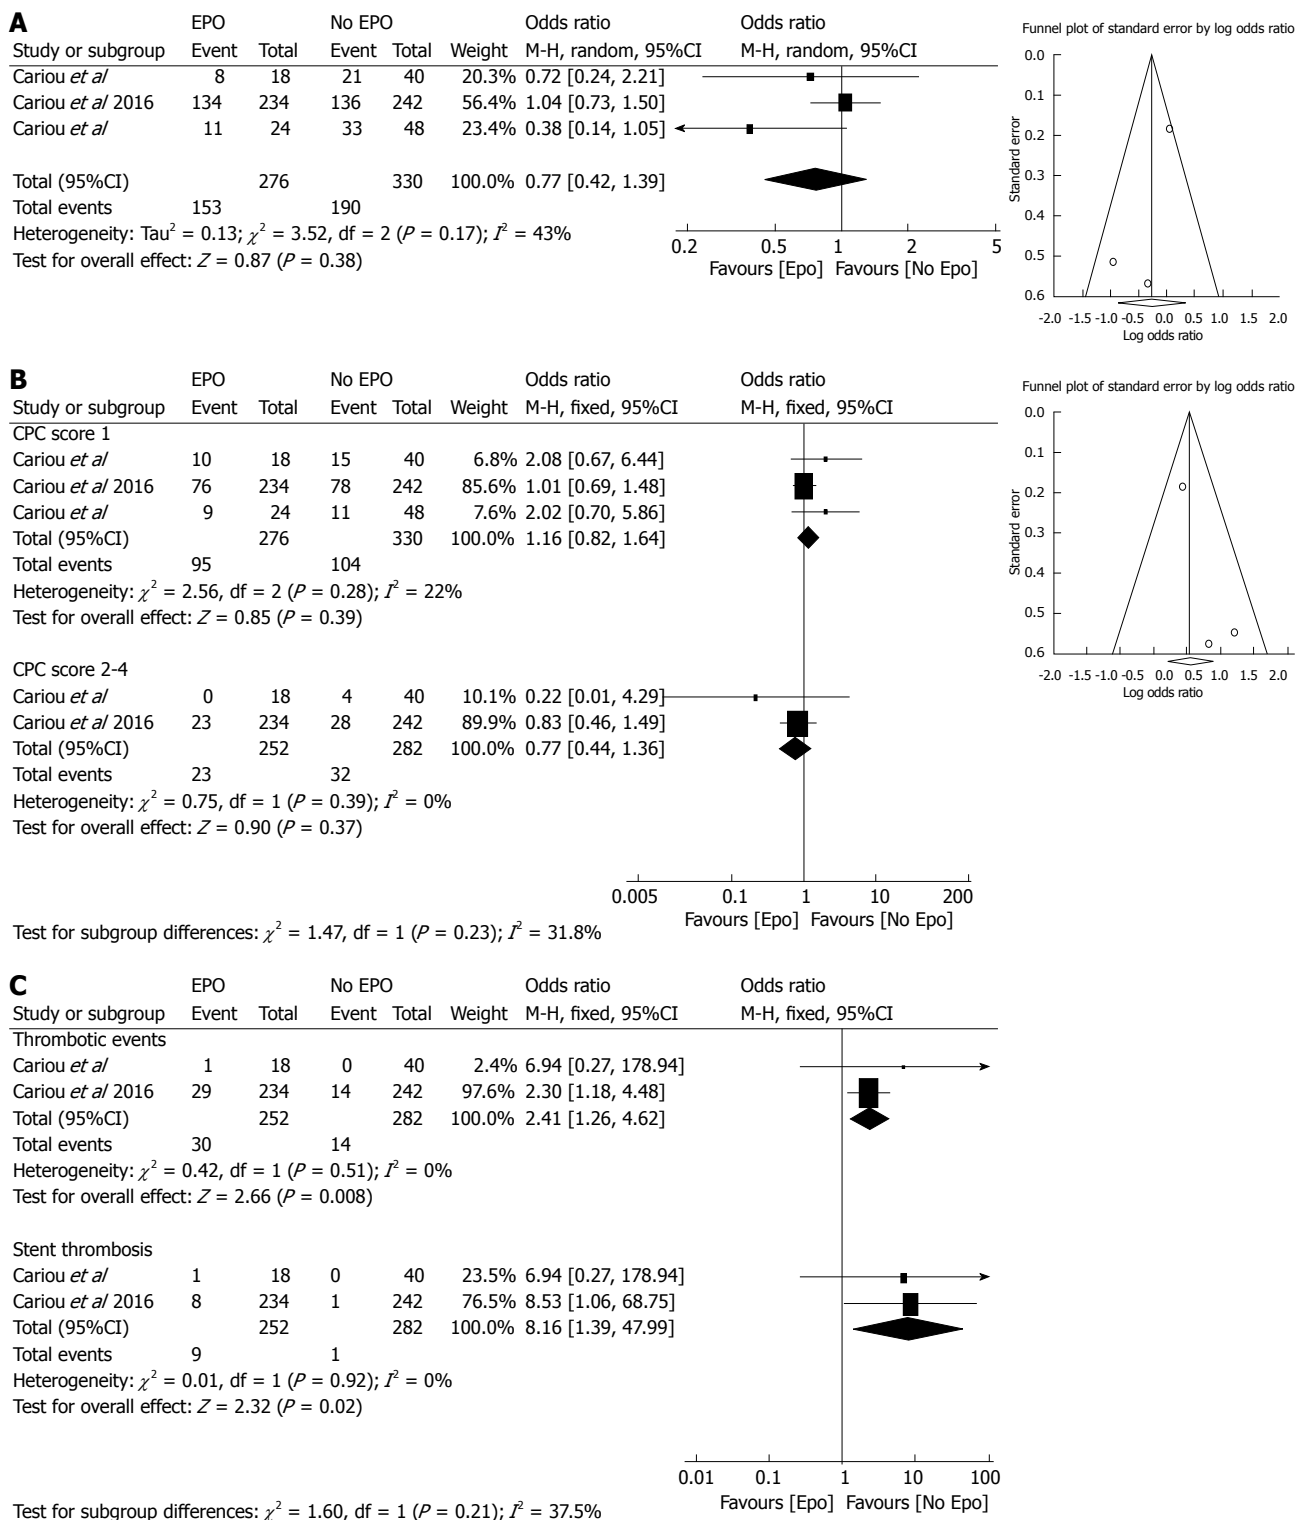 A
EPO No EPO Odds ratio Odds ratio
Study or subgroup Event Total Event Total Weight M-H, random, 95%CI M-H, random, 95%CI
Cariou et al 8 18 21 40 20.3% 0.72 [0.24, 2.21]
Cariou et al 2016 134 234 136 242 56.4% 1.04 [0.73, 1.50]
Cariou et al 11 24 33 48 23.4% 0.38 [0.14, 1.05]
Total (95%CI) 276 330 100.0% 0.77 [0.42, 1.39]
Total events 153 190
Heterogeneity: Tau² = 0.13; χ² = 3.52, df = 2 (P = 0.17); I² = 43%
Test for overall effect: Z = 0.87 (P = 0.38)
0.2 0.5 1 2 5
Favours [Epo] Favours [No Epo]
Funnel plot of standard error by log odds ratio
Standard error
0.0
0.1
0.2
0.3
0.4
0.5
0.6
-2.0 -1.5 -1.0 -0.5 0.0 0.5 1.0 1.5 2.0
Log odds ratio
B
EPO No EPO Odds ratio Odds ratio
Study or subgroup Event Total Event Total Weight M-H, fixed, 95%CI M-H, fixed, 95%CI
CPC score 1
Cariou et al 10 18 15 40 6.8% 2.08 [0.67, 6.44]
Cariou et al 2016 76 234 78 242 85.6% 1.01 [0.69, 1.48]
Cariou et al 9 24 11 48 7.6% 2.02 [0.70, 5.86]
Total (95%CI) 276 330 100.0% 1.16 [0.82, 1.64]
Total events 95 104
Heterogeneity: χ² = 2.56, df = 2 (P = 0.28); I² = 22%
Test for overall effect: Z = 0.85 (P = 0.39)
CPC score 2-4
Cariou et al 0 18 4 40 10.1% 0.22 [0.01, 4.29]
Cariou et al 2016 23 234 28 242 89.9% 0.83 [0.46, 1.49]
Total (95%CI) 252 282 100.0% 0.77 [0.44, 1.36]
Total events 23 32
Heterogeneity: χ² = 0.75, df = 1 (P = 0.39); I² = 0%
Test for overall effect: Z = 0.90 (P = 0.37)
0.005 0.1 1 10 200
Favours [Epo] Favours [No Epo]
Test for subgroup differences: χ² = 1.47, df = 1 (P = 0.23); I² = 31.8%
Funnel plot of standard error by log odds ratio
Standard error
0.0
0.1
0.2
0.3
0.4
0.5
0.6
-2.0 -1.5 -1.0 -0.5 0.0 0.5 1.0 1.5 2.0
Log odds ratio
C
EPO No EPO Odds ratio Odds ratio
Study or subgroup Event Total Event Total Weight M-H, fixed, 95%CI M-H, fixed, 95%CI
Thrombotic events
Cariou et al 1 18 0 40 2.4% 6.94 [0.27, 178.94]
Cariou et al 2016 29 234 14 242 97.6% 2.30 [1.18, 4.48]
Total (95%CI) 252 282 100.0% 2.41 [1.26, 4.62]
Total events 30 14
Heterogeneity: χ² = 0.42, df = 1 (P = 0.51); I² = 0%
Test for overall effect: Z = 2.66 (P = 0.008)
Stent thrombosis
Cariou et al 1 18 0 40 23.5% 6.94 [0.27, 178.94]
Cariou et al 2016 8 234 1 242 76.5% 8.53 [1.06, 68.75]
Total (95%CI) 252 282 100.0% 8.16 [1.39, 47.99]
Total events 9 1
Heterogeneity: χ² = 0.01, df = 1 (P = 0.92); I² = 0%
Test for overall effect: Z = 2.32 (P = 0.02)
0.01 0.1 1 10 100
Favours [Epo] Favours [No Epo]
Test for subgroup differences: χ² = 1.60, df = 1 (P = 0.21); I² = 37.5%